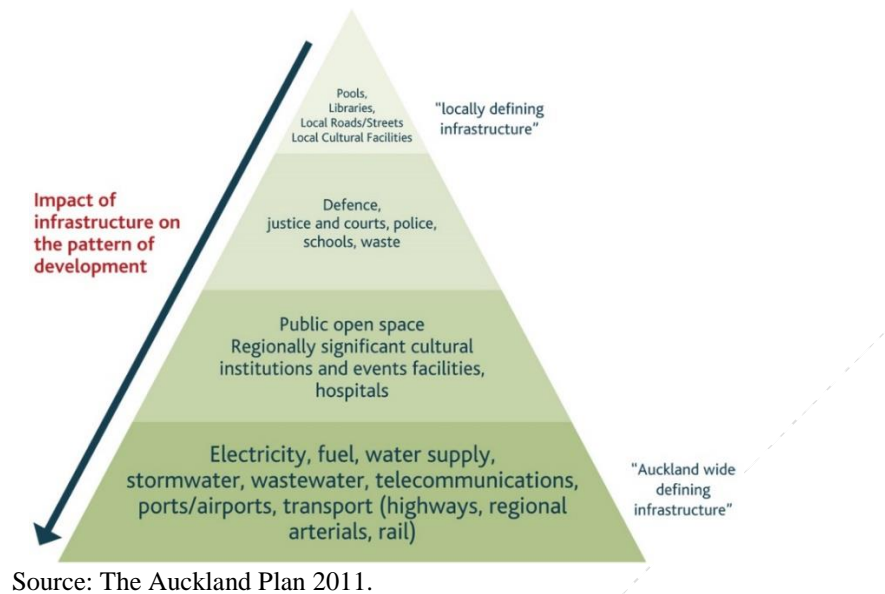 Pools,
Libraries,
Local Roads/Streets
Local Cultural Facilities
"locally defining
infrastructure"
Impact of
infrastructure on
the pattern of
development
Defence,
justice and courts, police,
schools, waste
Public open space
Regionally significant cultural
institutions and events facilities,
hospitals
Electricity, fuel, water supply,
stormwater, wastewater, telecommunications,
ports/airports, transport (highways, regional
arterials, rail)
"Auckland wide
defining
infrastructure"
Source: The Auckland Plan 2011.